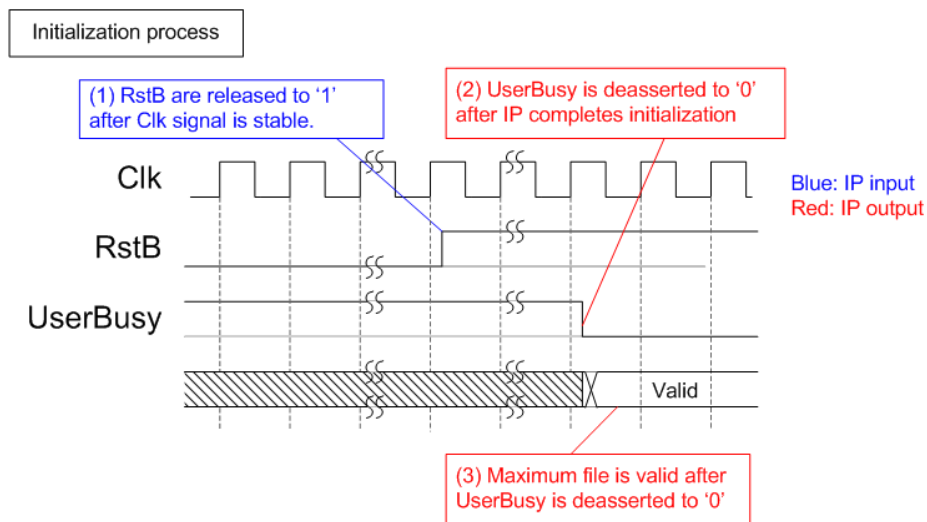 Initialization process
(1) RstB are released to ‘1’
after Clk signal is stable.
(2) UserBusy is deasserted to ‘0’
after IP completes initialization
Clk
Blue: IP input
Red: IP output
RstB
UserBusy
Valid
(3) Maximum file is valid after
UserBusy is deasserted to ‘0’